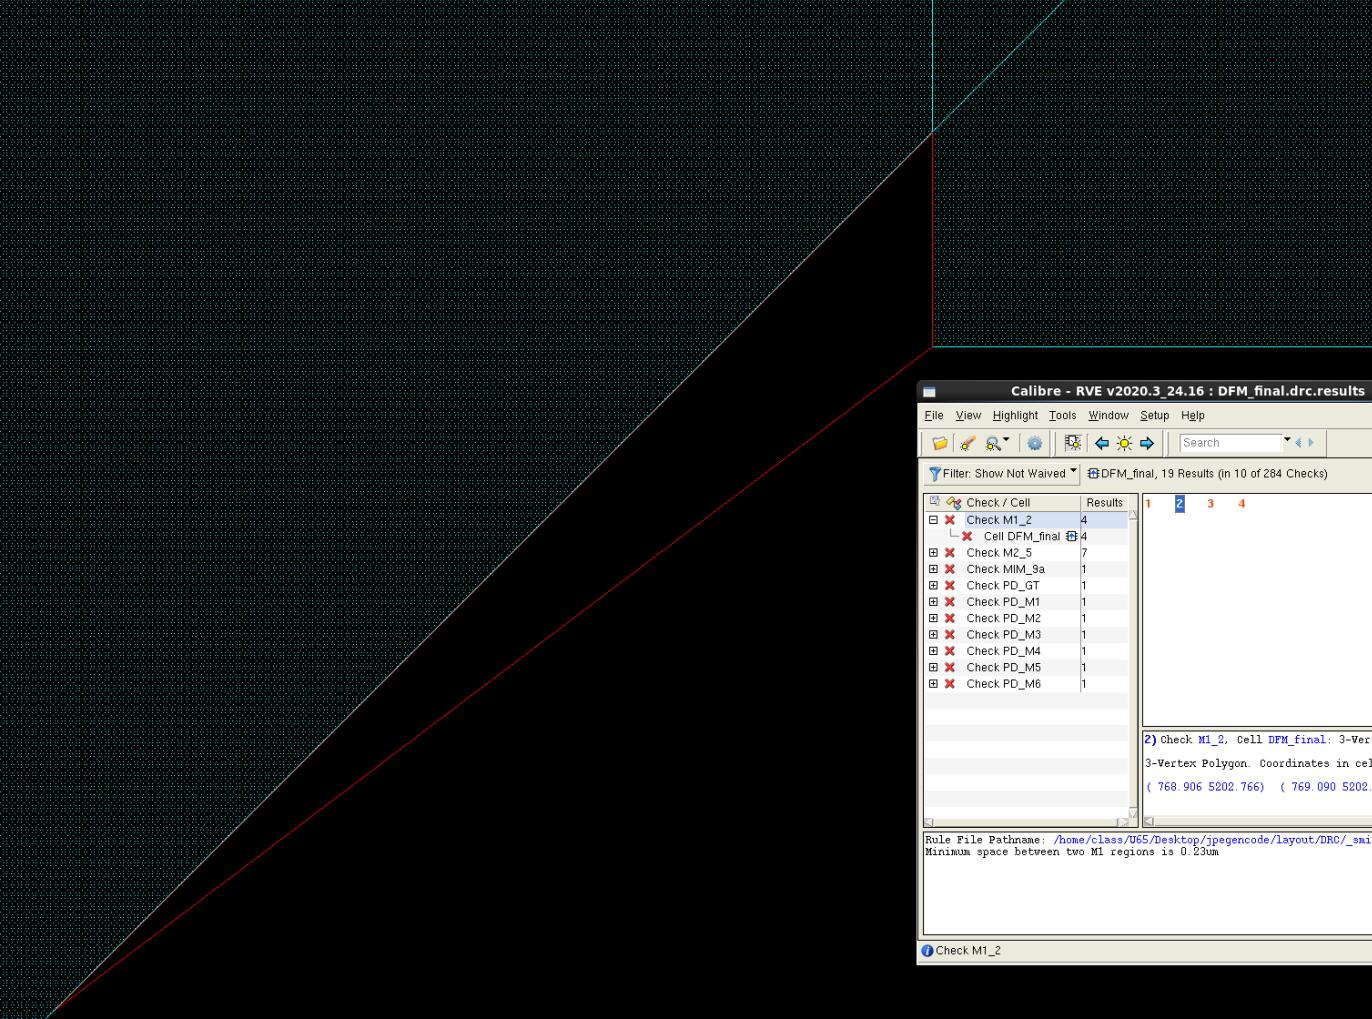 Calibre - RVE v2020.3_24.16 : DFM_final.drc.results
File View Highlight Tools Window Setup Help
Search
Filter: Show Not Waived DFM_final, 19 Results (in 10 of 284 Checks)
Check / Cell Results
Check M1_2 4
Cell DFM_final 4
Check M2_5 7
Check MIM_9a 1
Check PD_GT 1
Check PD_M1 1
Check PD_M2 1
Check PD_M3 1
Check PD_M4 1
Check PD_M5 1
Check PD_M6 1
1 2 3 4
2) Check M1_2, Cell DFM_final: 3-Ver
3-Vertex Polygon. Coordinates in cel
( 768.906 5202.766) ( 769.090 5202.
Rule File Pathname: /home/class/U65/Desktop/jpegencode/layout/DRC/_smi
Minimum space between two M1 regions is 0.23um
Check M1_2